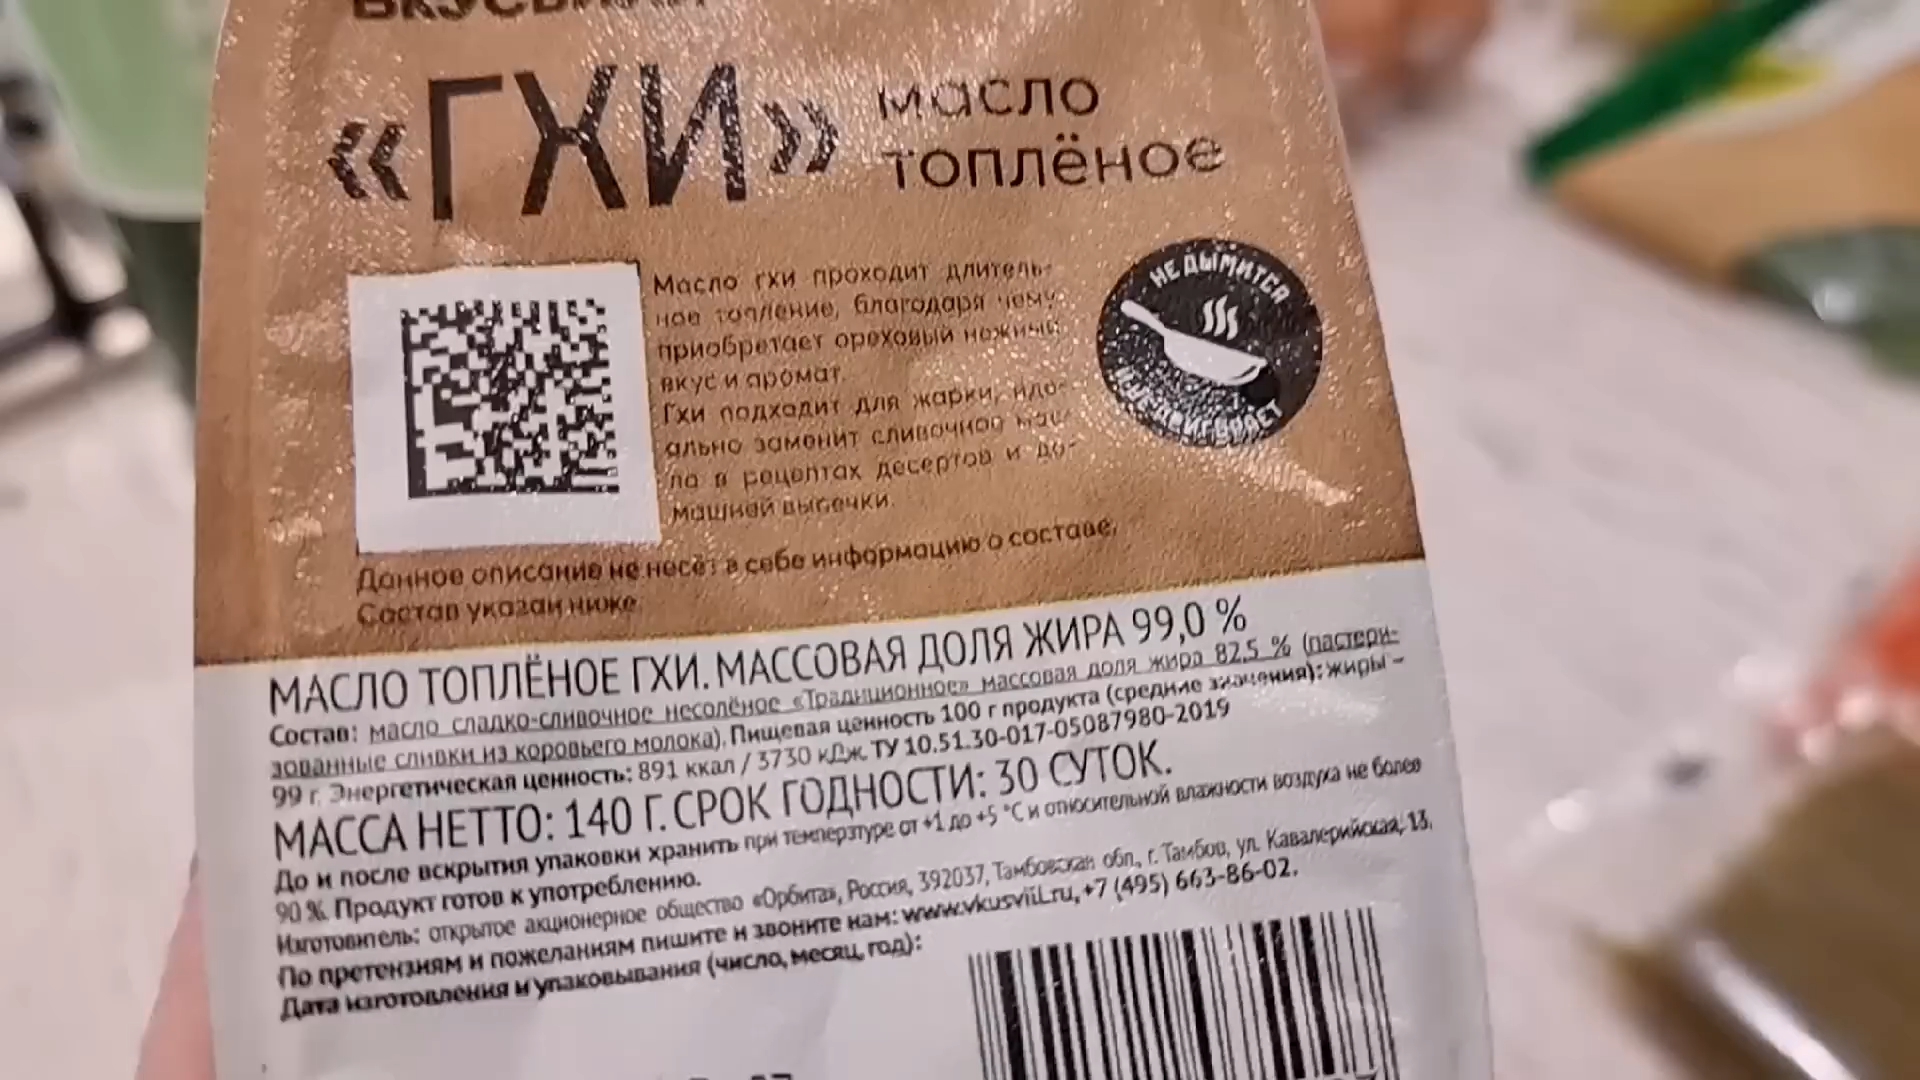 «ГХИ» масло
топлёное
Масло гхи проходит длитель-
ное топление, благодаря чему
приобретает ореховый нежный
вкус и аромат.
Гхи подходит для жарки, иде-
ально заменит сливочное мас-
ло в рецептах десертов и до-
машней выпечки.
НЕ ДЫМИТСЯ
Данное описание не несёт в себе информацию о составе.
Состав указан ниже.
МАСЛО ТОПЛЁНОЕ ГХИ. МАССОВАЯ ДОЛЯ ЖИРА 99,0 %
Состав: масло сладко-сливочное несолёное «Традиционное» массовая доля жира 82,5 % (пастери-
зованные сливки из коровьего молока). Пищевая ценность 100 г продукта (средние значения): жиры –
99 г. Энергетическая ценность: 891 ккал / 3730 кДж. ТУ 10.51.30-017-05087980-2019
МАССА НЕТТО: 140 Г. СРОК ГОДНОСТИ: 30 СУТОК.
До и после вскрытия упаковки хранить при температуре от +1 до +5 °С и относительной влажности воздуха не более
90 %. Продукт готов к употреблению.
Изготовитель: открытое акционерное общество «Орбита», Россия, 392037, Тамбовская обл., г. Тамбов, ул. Кавалерийская, 13.
По претензиям и пожеланиям пишите и звоните нам: www.vkusvill.ru, +7 (495) 663-86-02.
Дата изготовления и упаковывания (число, месяц, год):